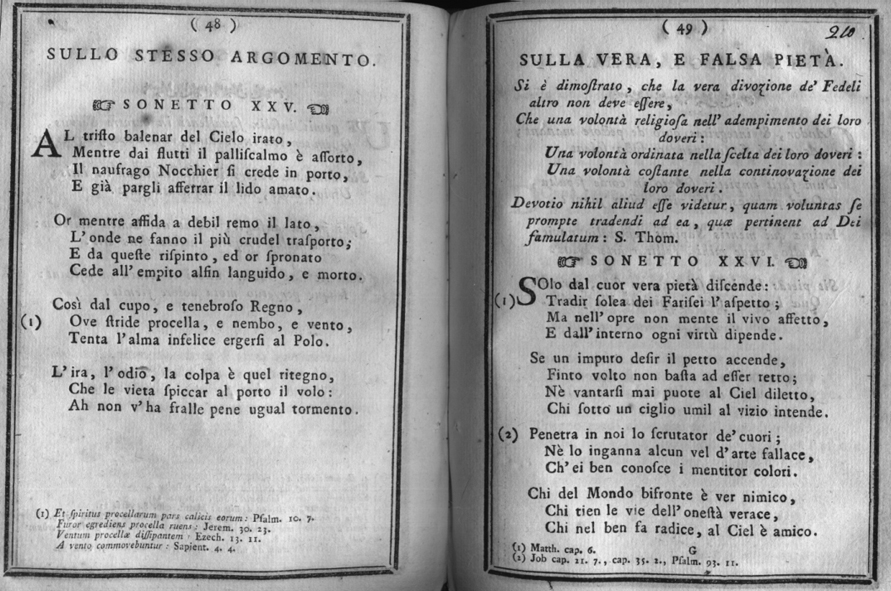 ( 48 )
SULLO STESSO ARGOMENTO.
SONETTO XXV.
AL triſto balenar del Cielo irato,
Mentre dai flutti il paliſcalmo è aſſorto,
Il naufrago Nocchier ſi crede in porto,
E già pargli afferrar il lido amato.
Or mentre affida a debil remo il lato,
L'onde ne fanno il più crudel traſporto;
E da queſte riſpinto, ed or ſpronato
Cede all'empito alfin languido, e morto.
Così dal cupo, e tenebroſo Regno,
(1) Ove ſtride procella, e nembo, e vento,
Tenta l'alma infelice ergerſi al Polo.
L'ira, l'odio, la colpa è quel ritegno,
Che le vieta ſpiccar al porto il volo:
Ah non v'ha fralle pene ugual tormento.
(1) Et ſpiritus procellarum pars calicis eorum: Pſalm. 10. 7.
Furor egrediens procella ruens: Jerem. 30. 23.
Ventum procellæ diſſipantem: Ezech. 13. 11.
A vento commovebuntur: Sapient. 4. 4.
( 49 )
210
SULLA VERA, E FALSA PIETÀ.
Si è dimoſtrato, che la vera divozione de' Fedeli
altro non deve eſſere,
Che una volontà religioſa nell'adempimento dei loro
doveri:
Una volontà ordinata nella ſcelta dei loro doveri:
Una volontà coſtante nella continovazione dei
loro doveri.
Devotio nihil aliud eſſe videtur, quam voluntas ſe
prompte tradendi ad ea, quæ pertinent ad Dei
famulatum: S. Thom.
SONETTO XXVI.
SOlo dal cuor vera pietà diſcende:
(1) Tradir ſolea dei Fariſei l'aſpetto;
Ma nell'opre non mente il vivo affetto,
E dall'interno ogni virtù dipende.
Se un impuro deſir il petto accende,
Finto volto non baſta ad eſſer retto;
Nè vantarſi mai puote al Ciel diletto,
Chi ſotto un ciglio umil al vizio intende.
(2) Penetra in noi lo ſcrutator de'cuori;
Nè lo inganna alcun vel d'arte fallace,
Ch'ei ben conoſce i mentitor colori.
Chi del Mondo bifronte è ver nimico,
Chi tien le vie dell'oneſtà verace,
Chi nel ben fa radice, al Ciel è amico.
(1) Matth. cap. 6. G
(2) Job cap. 21. 7., cap. 35. 2., Pſalm. 93. 11.